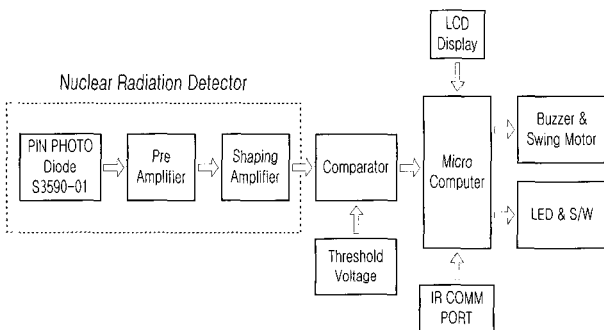 LCD
Display
Nuclear Radiation Detector
PIN PHOTO
Diode
S3590-01
Pre
Amplifier
Shaping
Amplifier
Comparator
Micro
Computer
Buzzer &
Swing Motor
LED & S/W
Threshold
Voltage
IR COMM
PORT